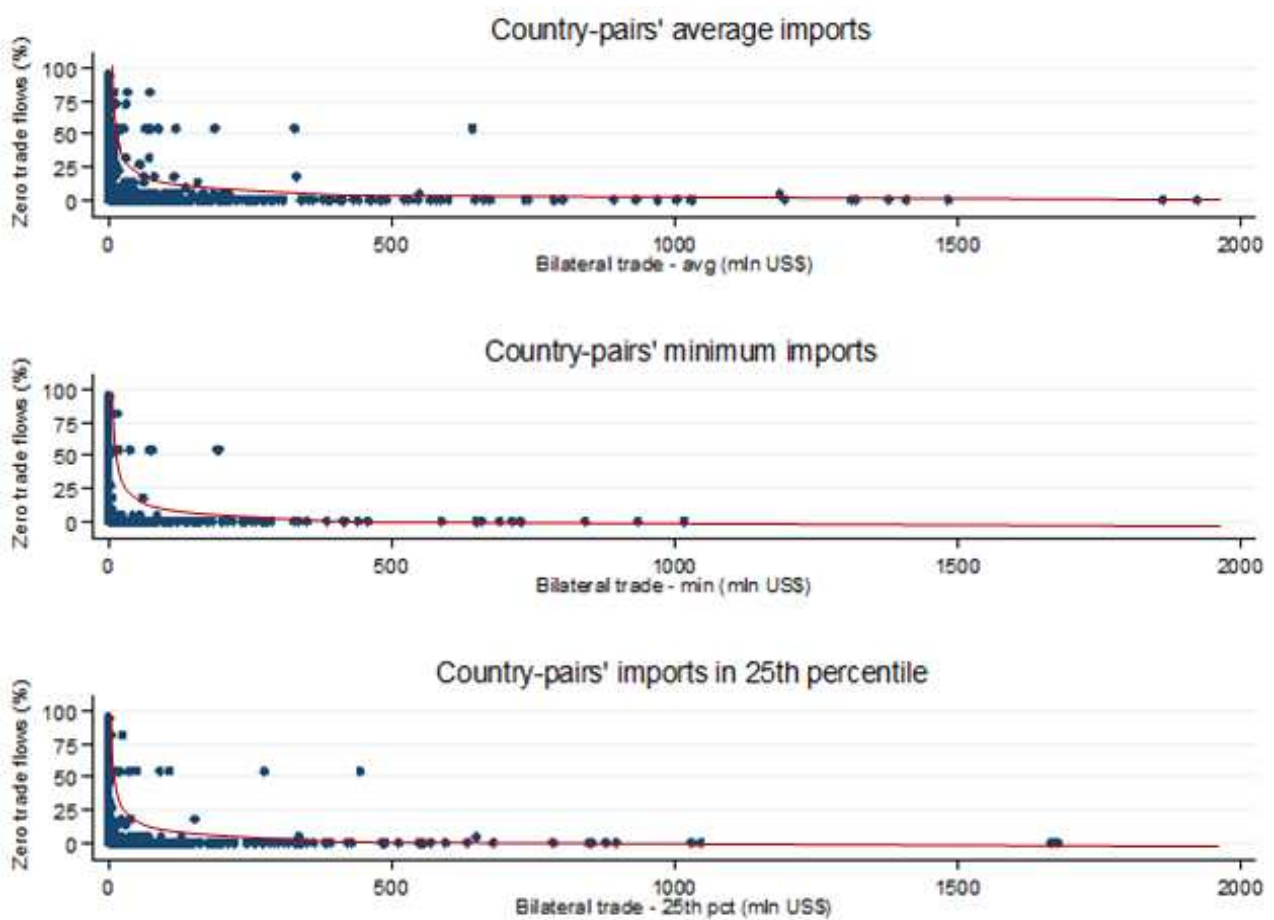 Country-pairs' average imports
Zero trade flows (%)
100
75
50
25
0
0 500 1000 1500 2000
Bilateral trade - avg (mln US$)
Country-pairs' minimum imports
Zero trade flows (%)
100
75
50
25
0
0 500 1000 1500 2000
Bilateral trade - min (mln US$)
Country-pairs' imports in 25th percentile
Zero trade flows (%)
100
75
50
25
0
0 500 1000 1500 2000
Bilateral trade - 25th pct (mln US$)